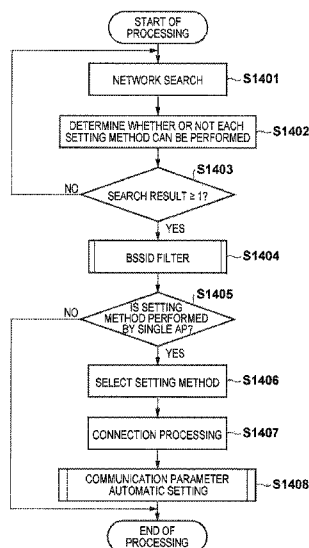 START OF
PROCESSING
NETWORK SEARCH
S1401
DETERMINE WHETHER OR NOT EACH
SETTING METHOD CAN BE PERFORMED
S1402
S1403
NO
SEARCH RESULT ≥ 1?
YES
BSSID FILTER
S1404
S1405
NO
IS SETTING
METHOD PERFORMED
BY SINGLE AP?
YES
SELECT SETTING METHOD
S1406
CONNECTION PROCESSING
S1407
COMMUNICATION PARAMETER
AUTOMATIC SETTING
S1408
END OF
PROCESSING